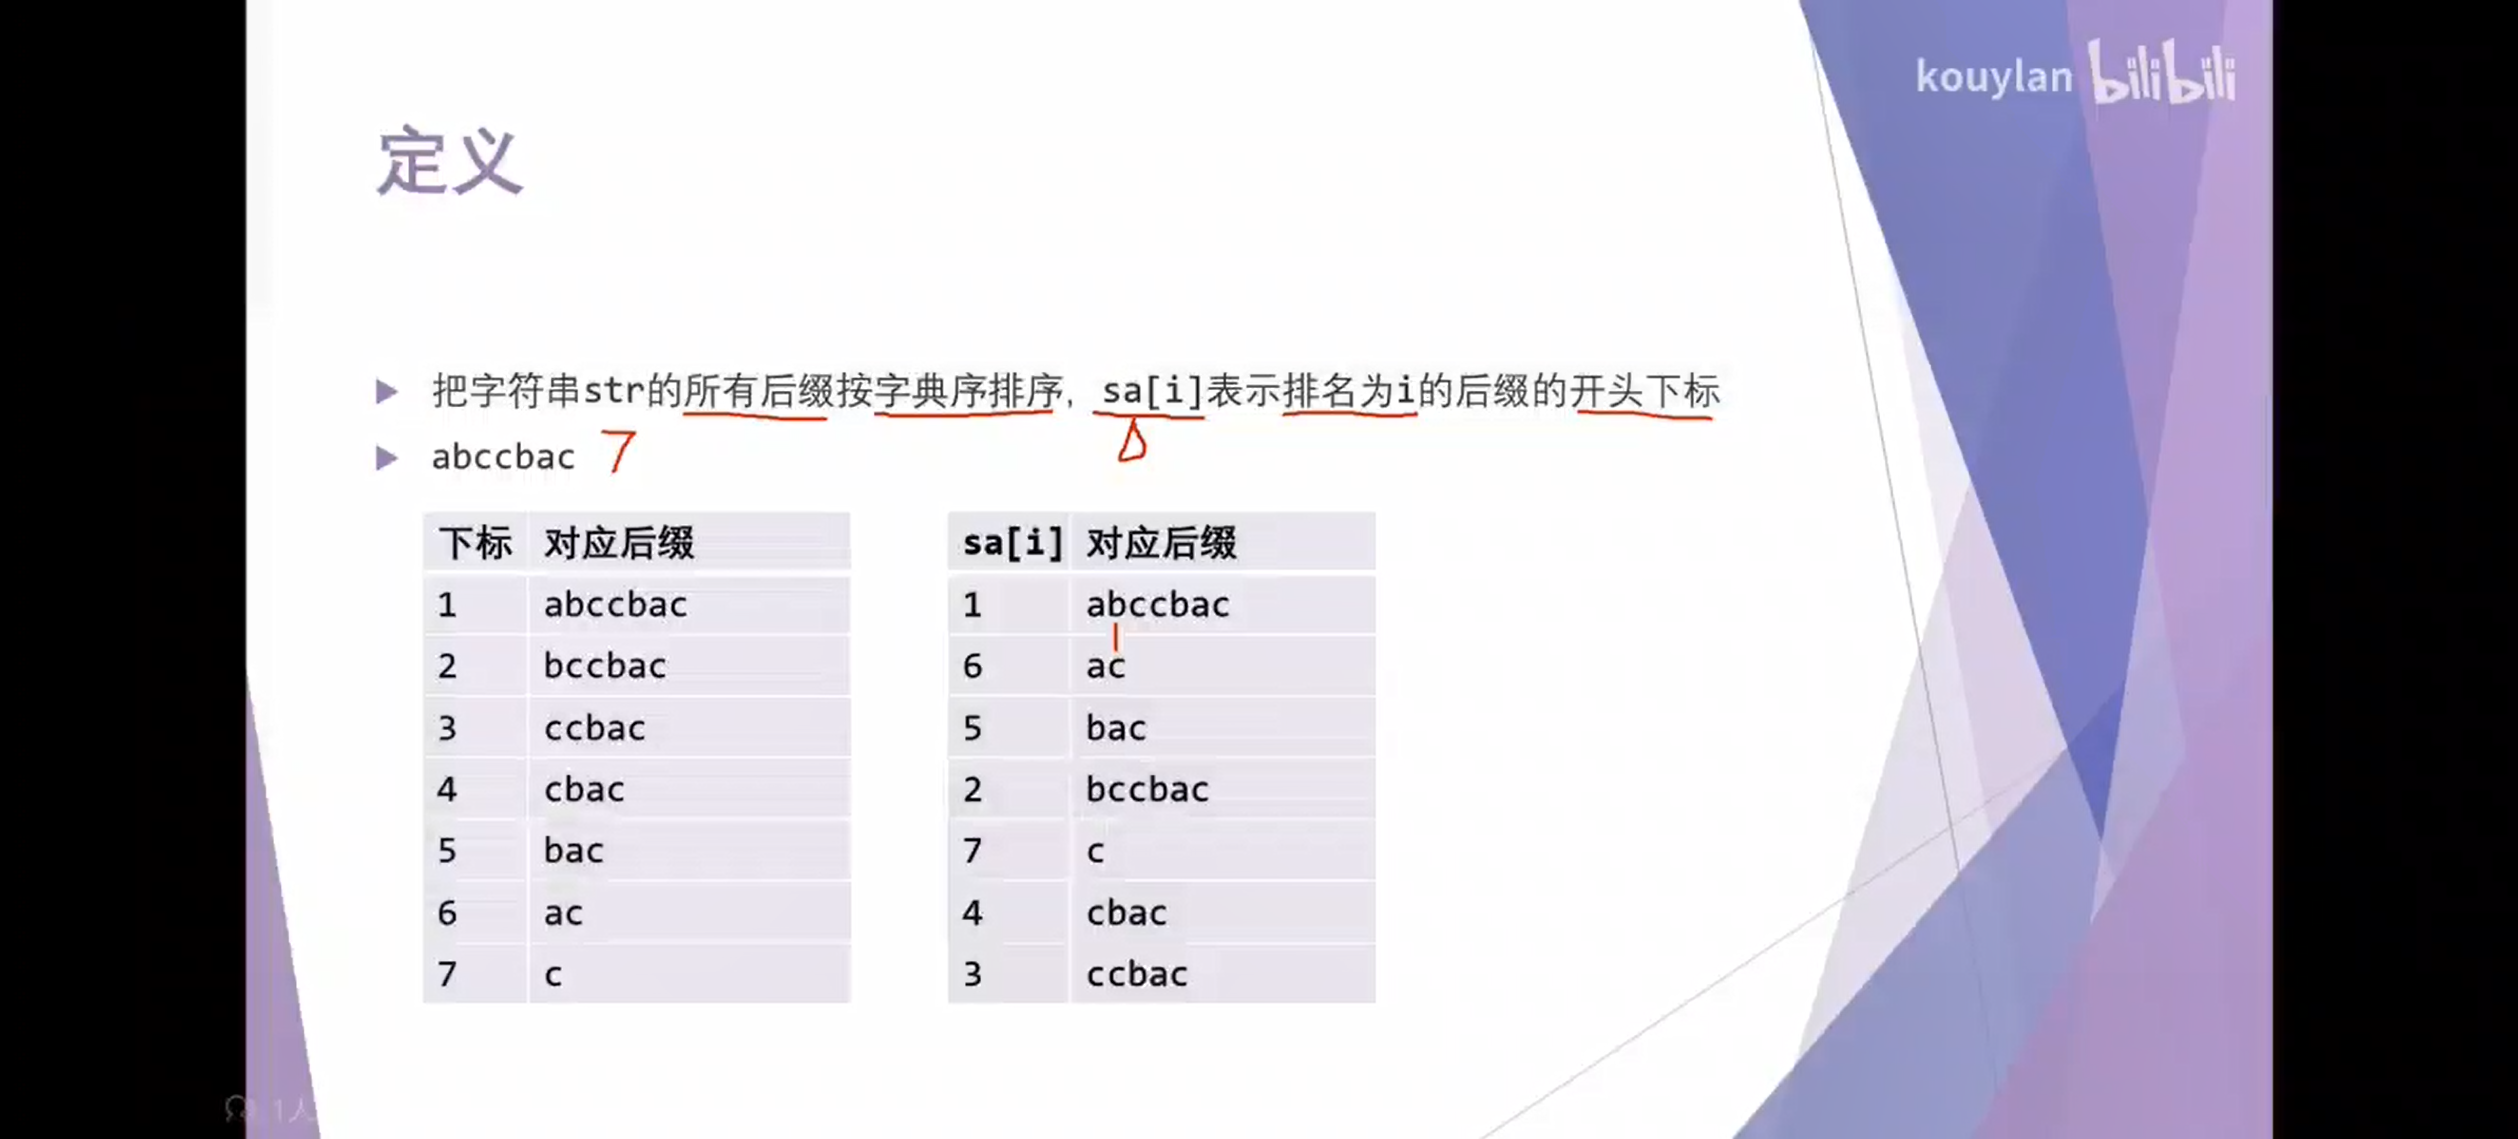 kouylan bilibili
定义
把字符串str的所有后缀按字典序排序，sa[i]表示排名为i的后缀的开头下标
abccbac 7
下标 对应后缀
1 abccbac
2 bccbac
3 ccbac
4 cbac
5 bac
6 ac
7 c
sa[i] 对应后缀
1 abccbac
6 ac
5 bac
2 bccbac
7 c
4 cbac
3 ccbac
1人